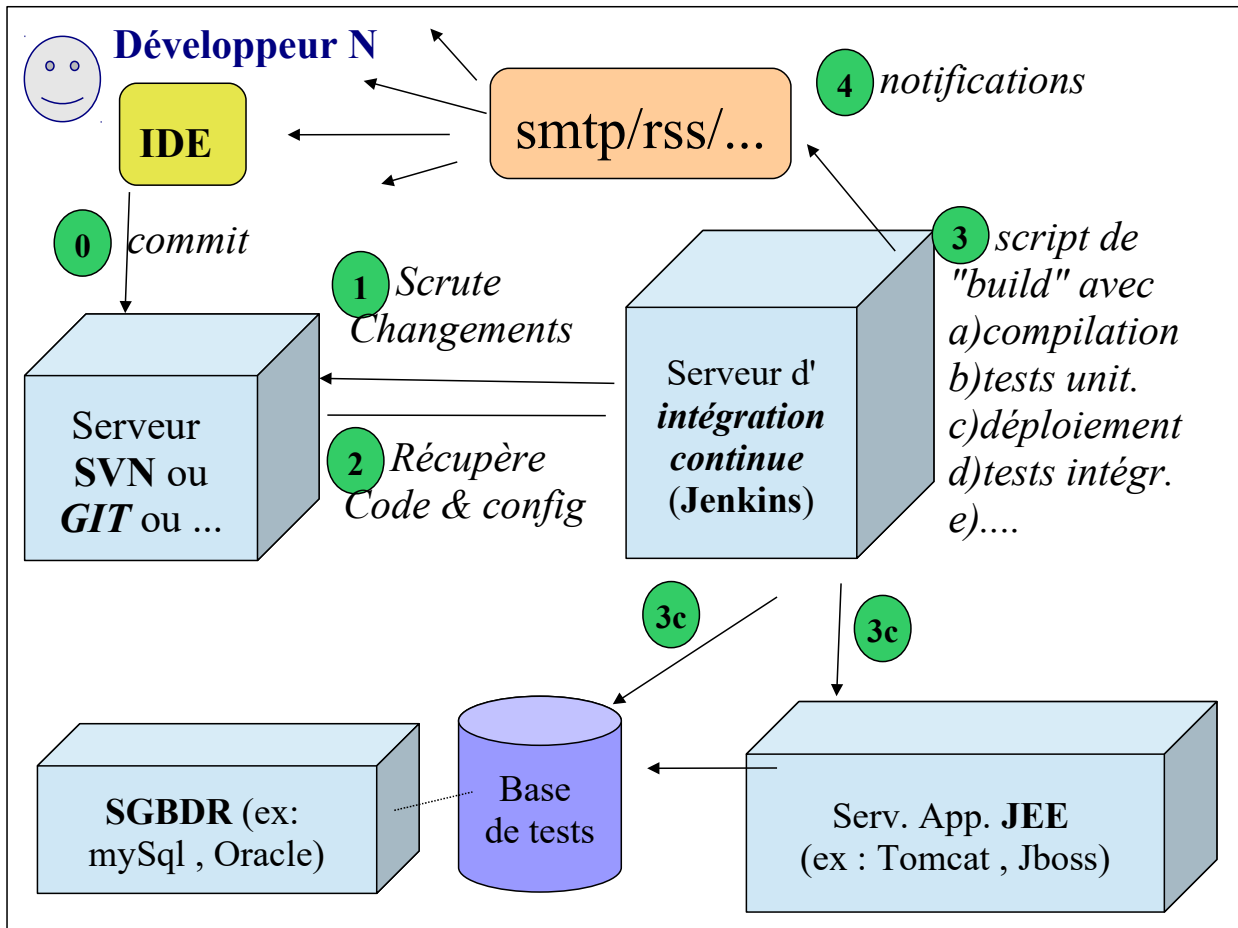 Développeur N
IDE
smtp/rss/...
4 notifications
0 commit
1 Scrute
Changements
2 Récupère
Code & config
Serveur
SVN ou
GIT ou ...
Serveur d'
intégration
continue
(Jenkins)
3 script de
"build" avec
a)compilation
b)tests unit.
c)déploiement
d)tests intégr.
e)....
3c
3c
SGBDR (ex:
mySql , Oracle)
Base
de tests
Serv. App. JEE
(ex : Tomcat , Jboss)